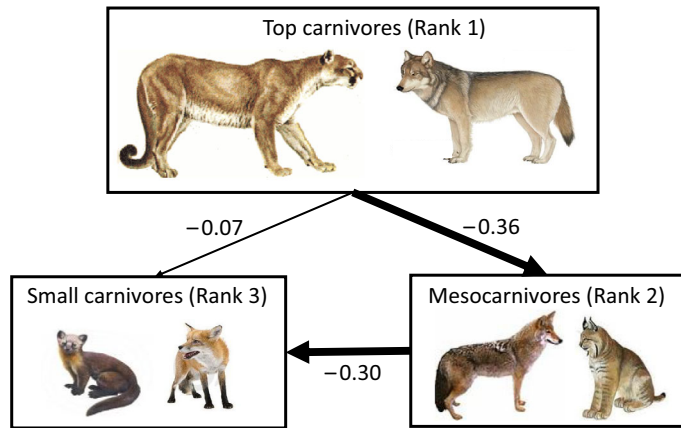 Top carnivores (Rank 1)
−0.07
−0.36
Small carnivores (Rank 3)
Mesocarnivores (Rank 2)
−0.30